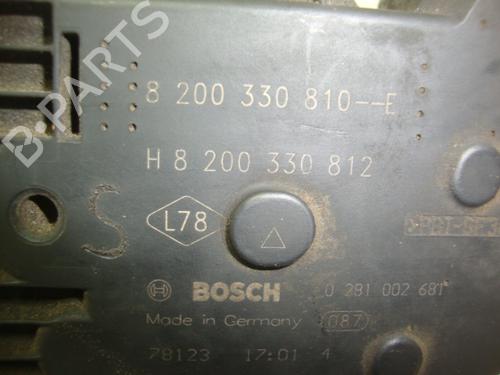 B-PARTS
8 200 330 810--E
H 8 200 330 812
S
L78
BOSCH 0 281 002 681
Made in Germany 087
78123 17:01 4